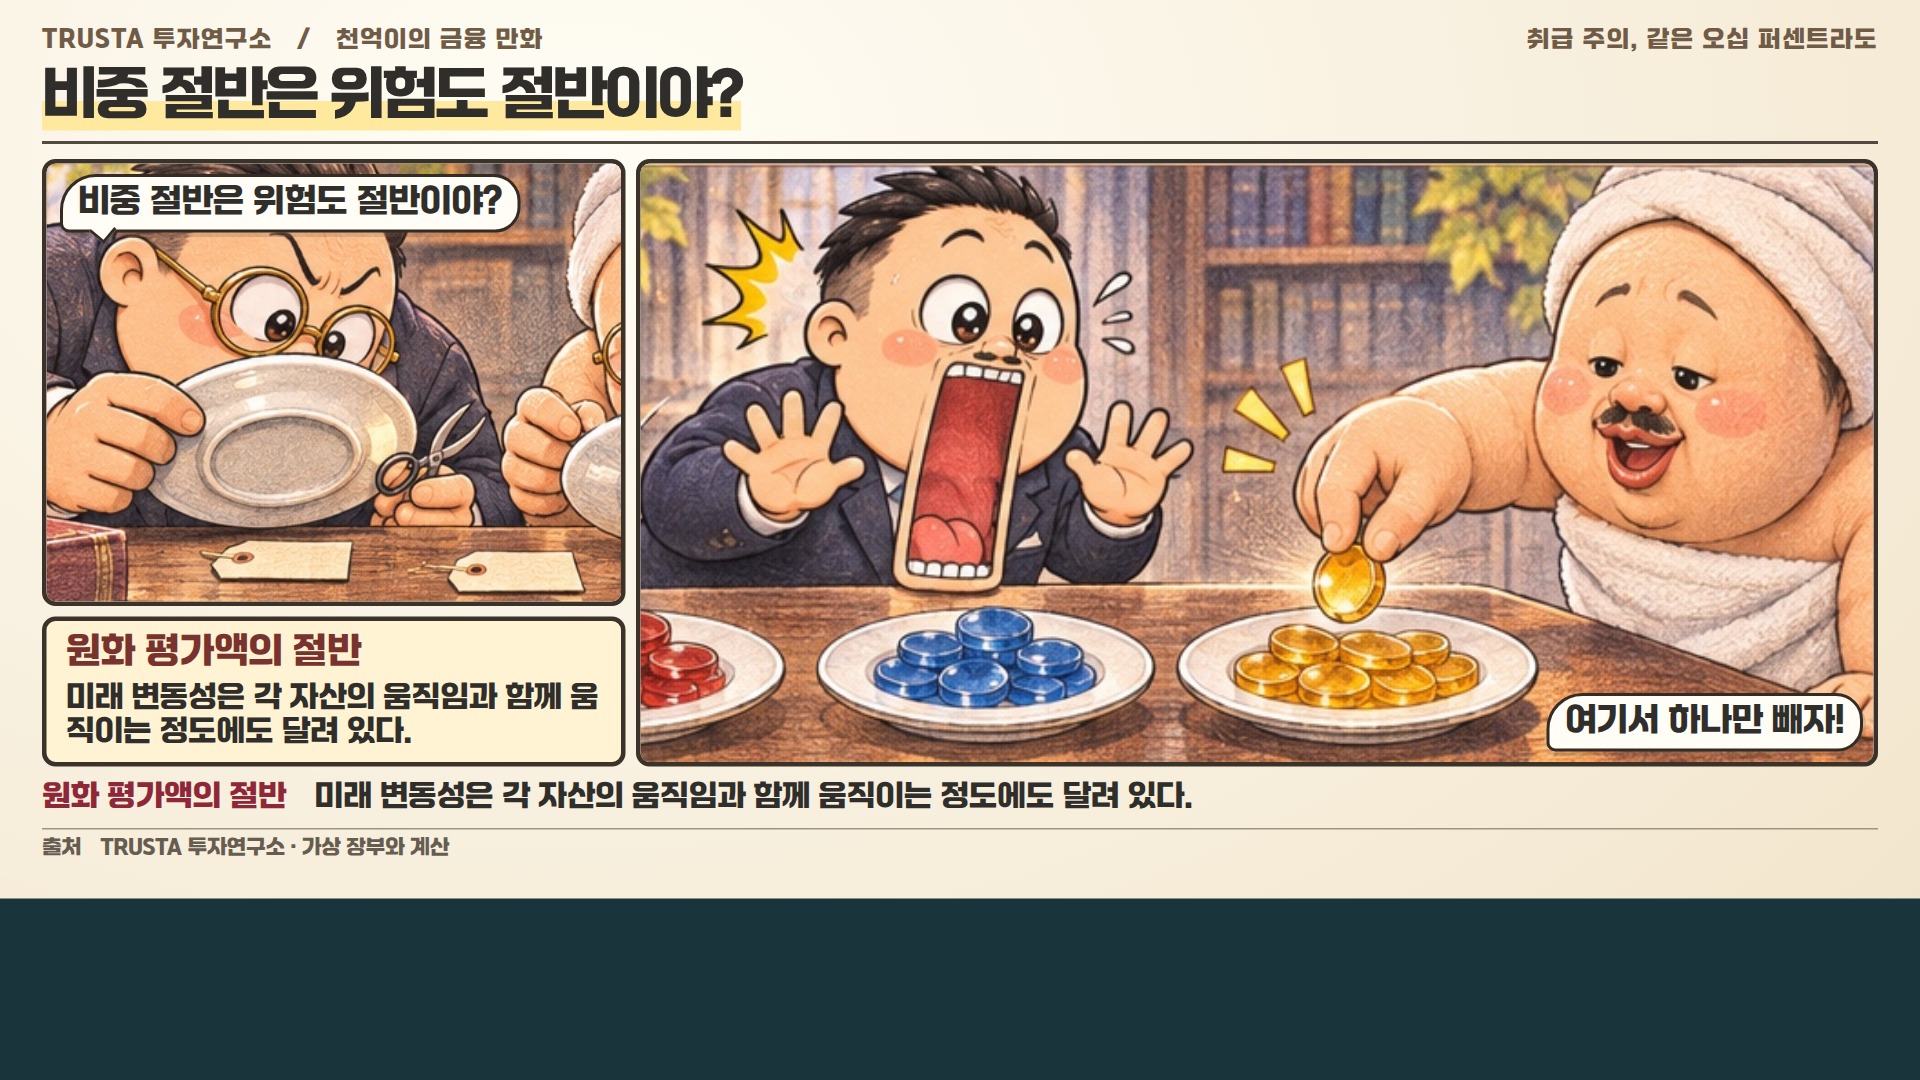 TRUSTA 투자연구소 / 천억이의 금융 만화
취급 주의, 같은 오십 퍼센트라도
비중 절반은 위험도 절반이야?
비중 절반은 위험도 절반이야?
원화 평가액의 절반
미래 변동성은 각 자산의 움직임과 함께 움
직이는 정도에도 달려 있다.
여기서 하나만 빼자!
원화 평가액의 절반 미래 변동성은 각 자산의 움직임과 함께 움직이는 정도에도 달려 있다.
출처 TRUSTA 투자연구소 · 가상 장부와 계산